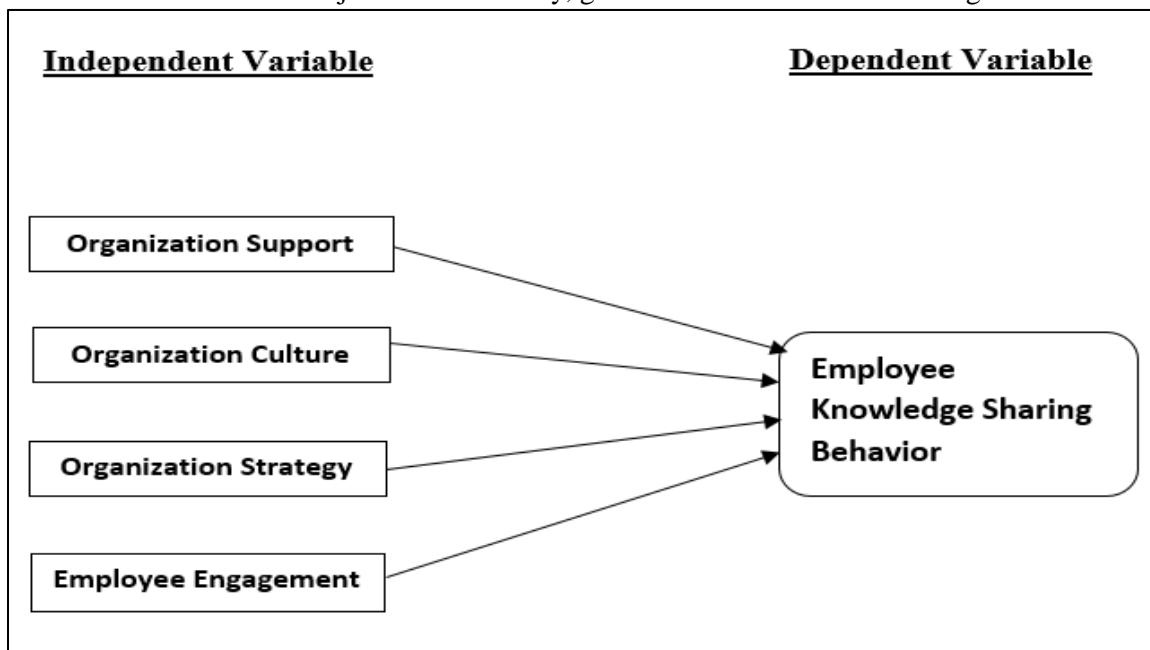 Independent Variable
Dependent Variable
Organization Support
Organization Culture
Organization Strategy
Employee Engagement
Employee
Knowledge Sharing
Behavior